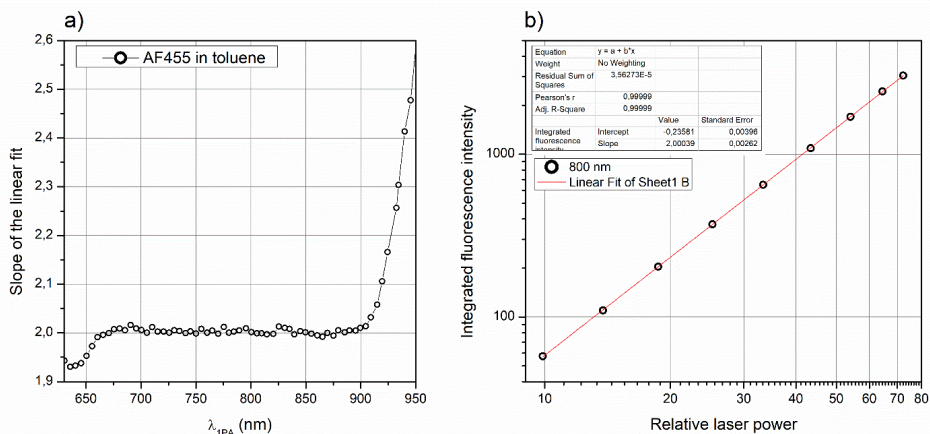 a)
AF455 in toluene
2,6
2,5
2,4
2,3
2,2
2,1
2,0
1,9
Slope of the linear fit
650 700 750 800 850 900 950
λ1PA (nm)
b)
Equation y = a + b*x
Weight No Weighting
Residual Sum of Squares 3,56273E-5
Pearson's r 0,99999
Adj. R-Square 0,99999
Value Standard Error
Integrated fluorescence intensity Intercept -0,23581 0,00396
Slope 2,00039 0,00262
800 nm
Linear Fit of Sheet1 B
1000
100
Integrated fluorescence intensity
10 20 30 40 50 60 70 80
Relative laser power